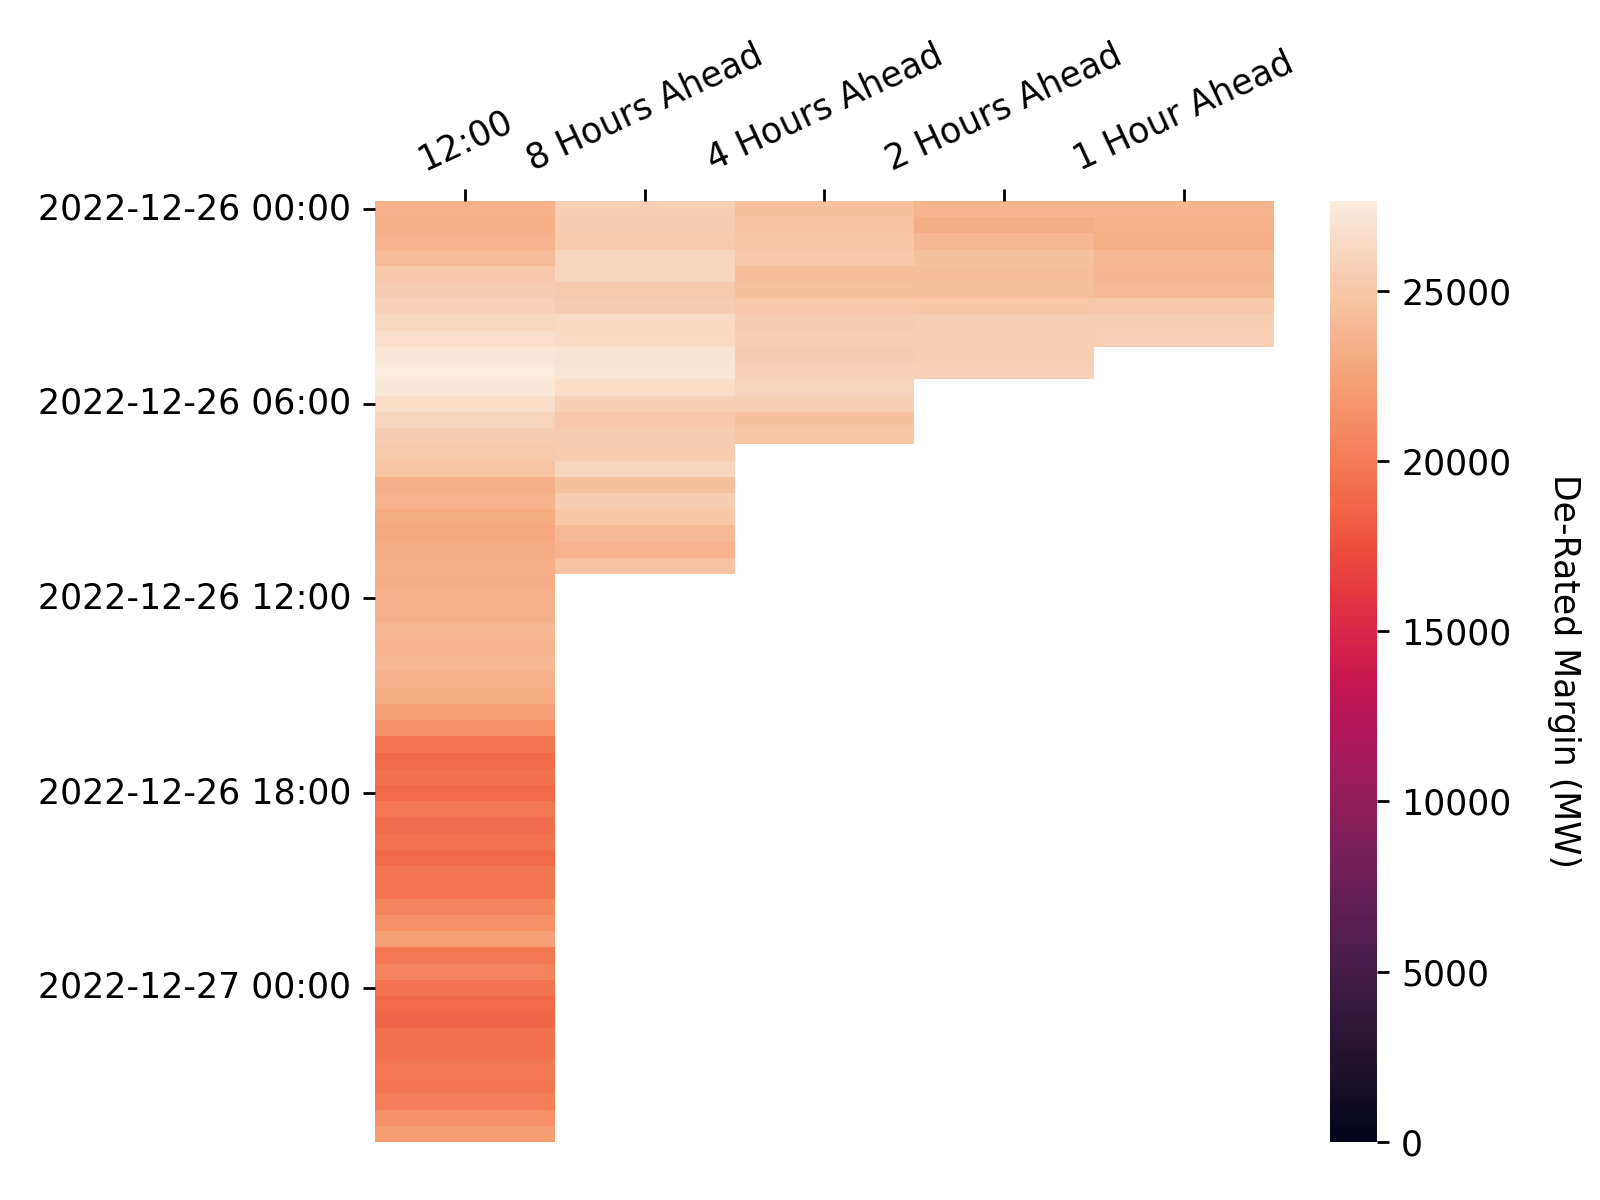 12:00
8 Hours Ahead
4 Hours Ahead
2 Hours Ahead
1 Hour Ahead
2022-12-26 00:00
2022-12-26 06:00
2022-12-26 12:00
2022-12-26 18:00
2022-12-27 00:00
25000
20000
15000
10000
5000
0
De-Rated Margin (MW)